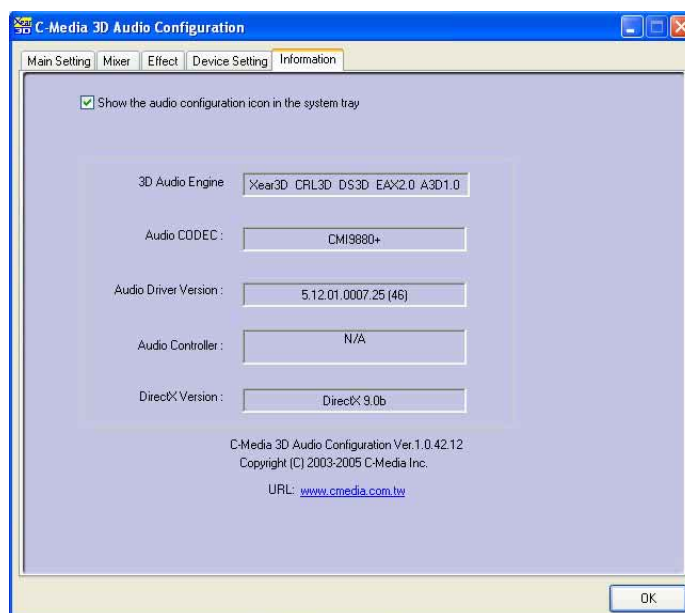 Xear 3D C-Media 3D Audio Configuration
Main Setting Mixer Effect Device Setting Information
Show the audio configuration icon in the system tray
3D Audio Engine Xear3D CRL3D DS3D EAX2.0 A3D1.0
Audio CODEC : CMI9880+
Audio Driver Version : 5.12.01.0007.25 (46)
Audio Controller : N/A
DirectX Version : DirectX 9.0b
C-Media 3D Audio Configuration Ver.1.0.42.12
Copyright (C) 2003-2005 C-Media Inc.
URL: www.cmedia.com.tw
OK